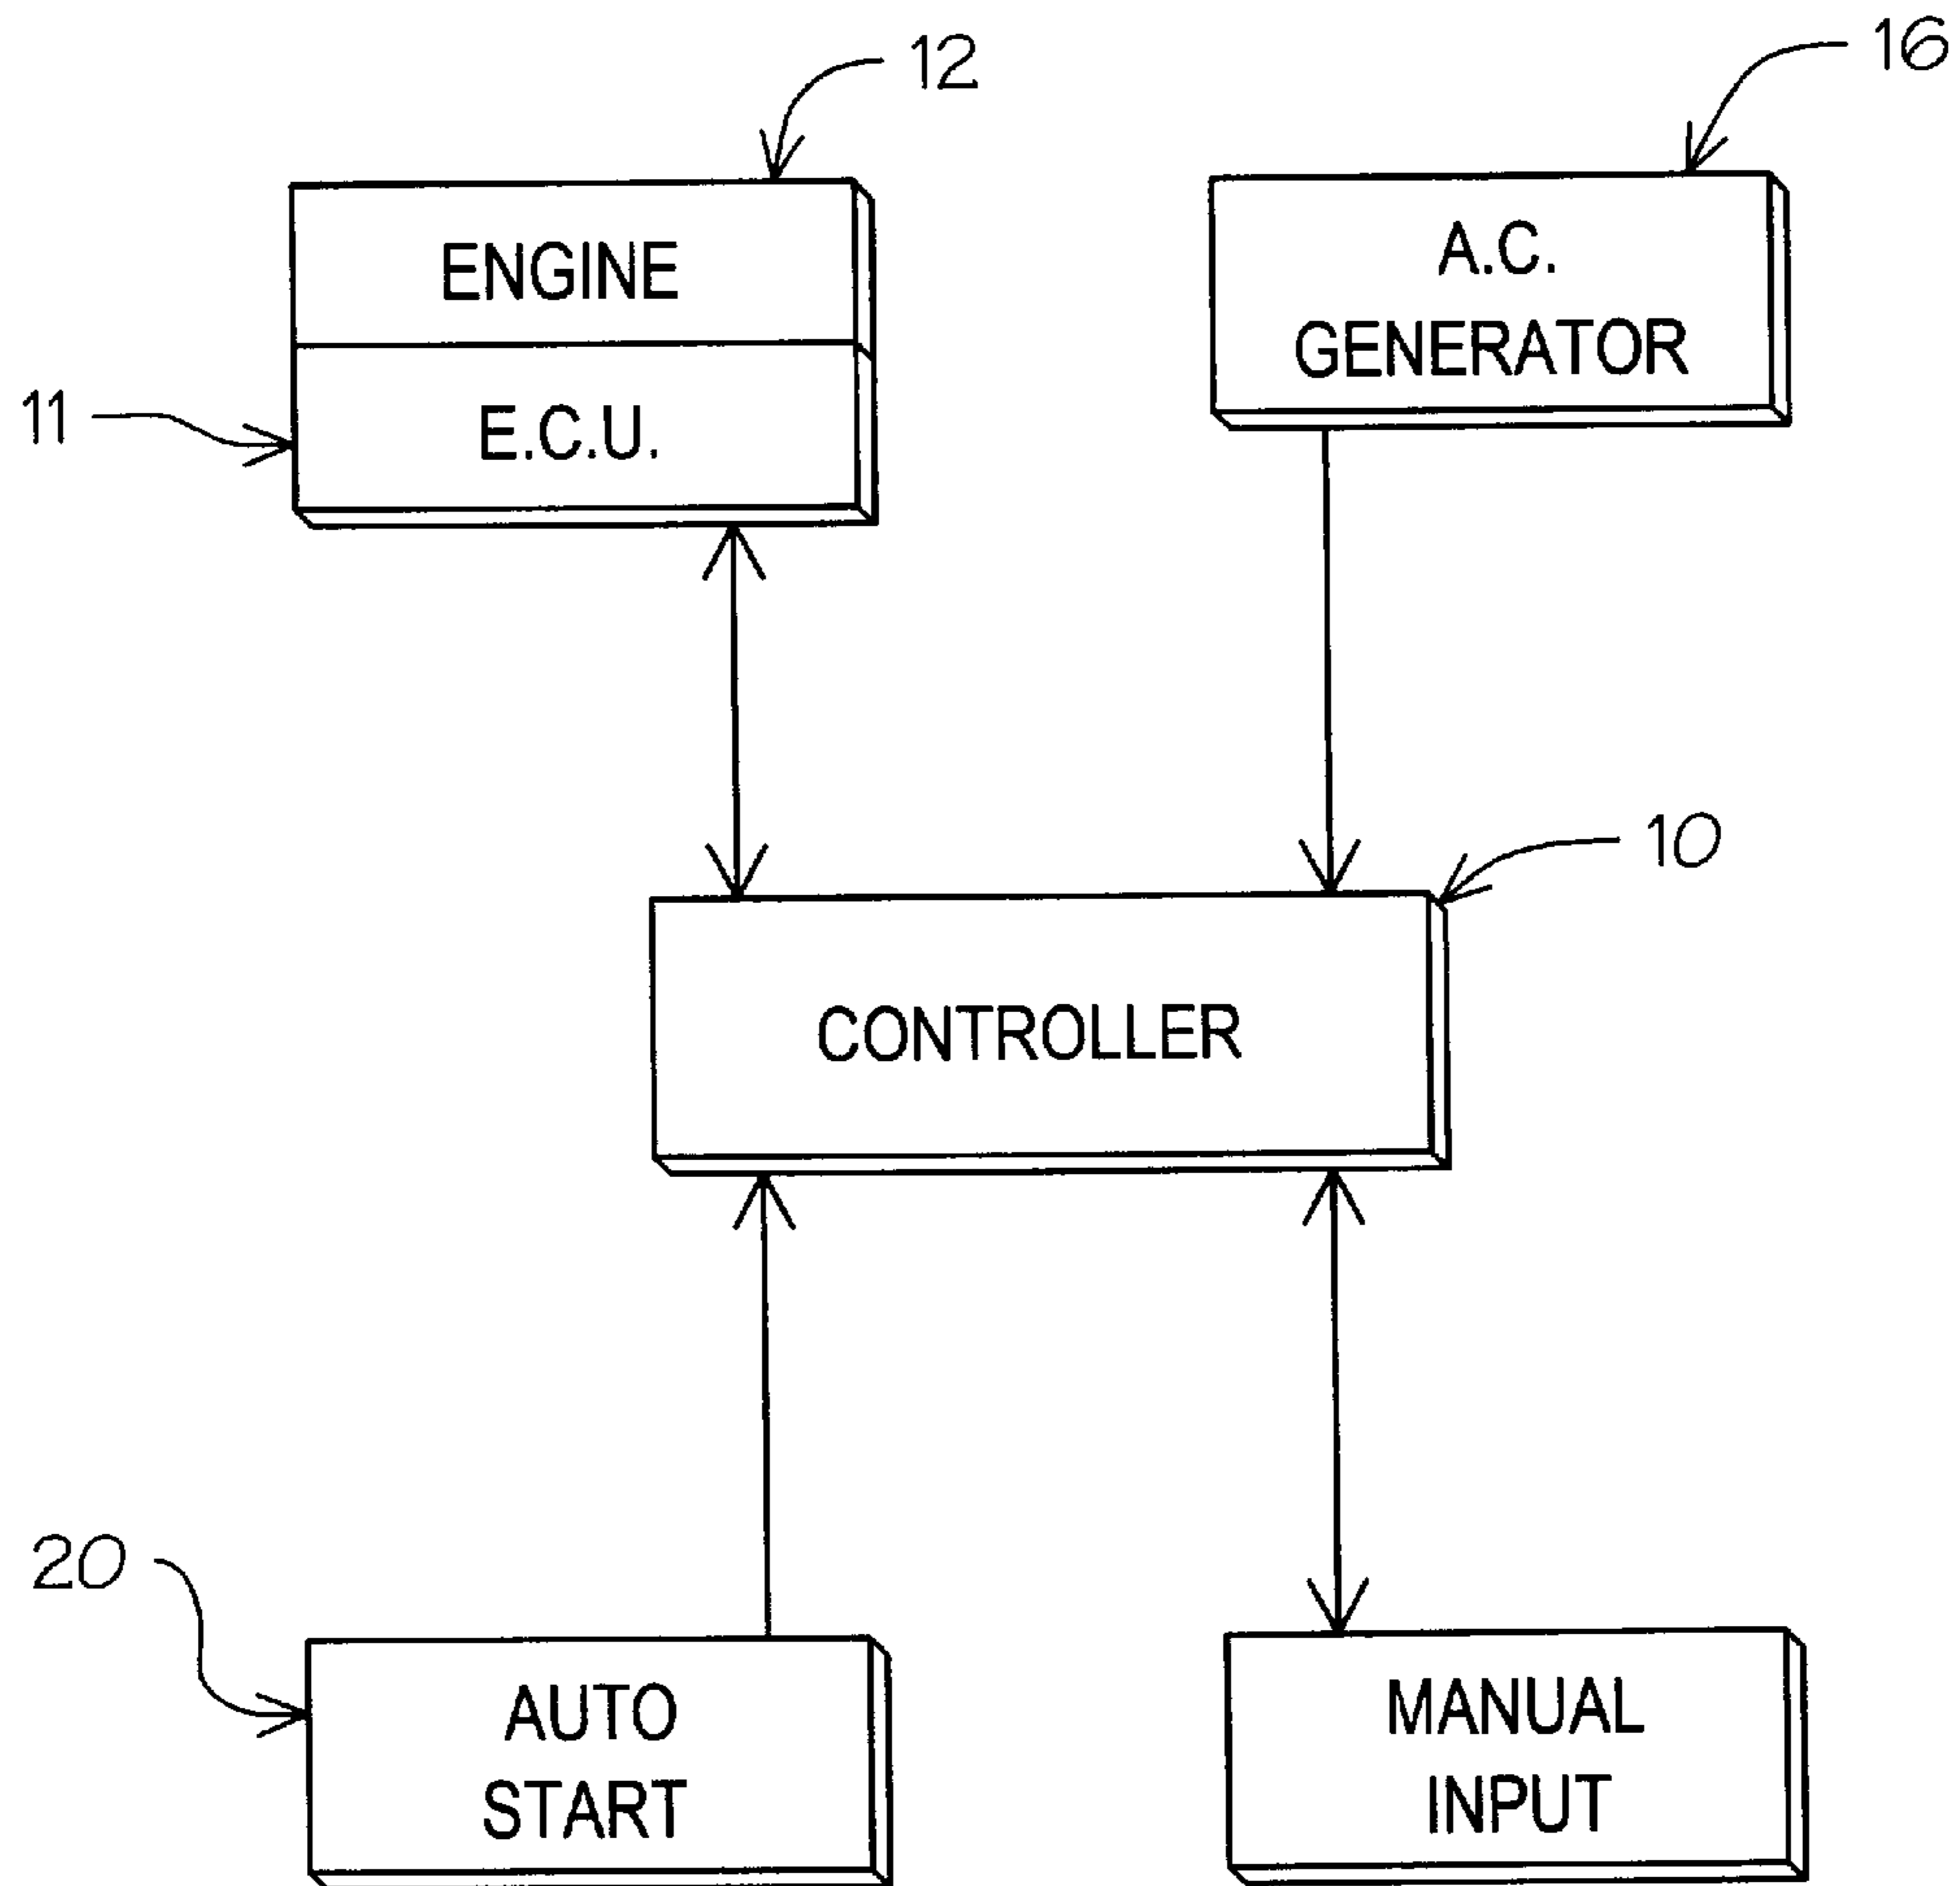 12
16
ENGINE
A.C.
GENERATOR
11
E.C.U.
10
CONTROLLER
20
AUTO
START
MANUAL
INPUT